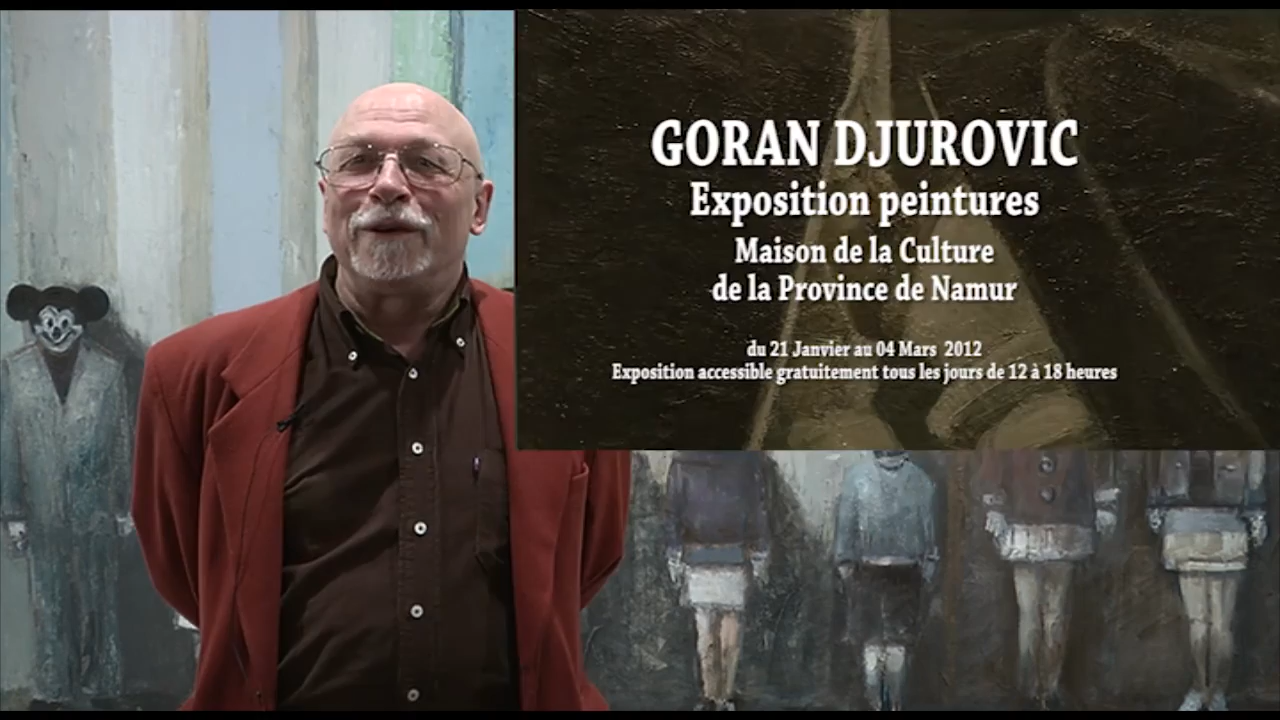 GORAN DJUROVIC
Exposition peintures
Maison de la Culture
de la Province de Namur
du 21 Janvier au 04 Mars 2012
Exposition accessible gratuitement tous les jours de 12 à 18 heures